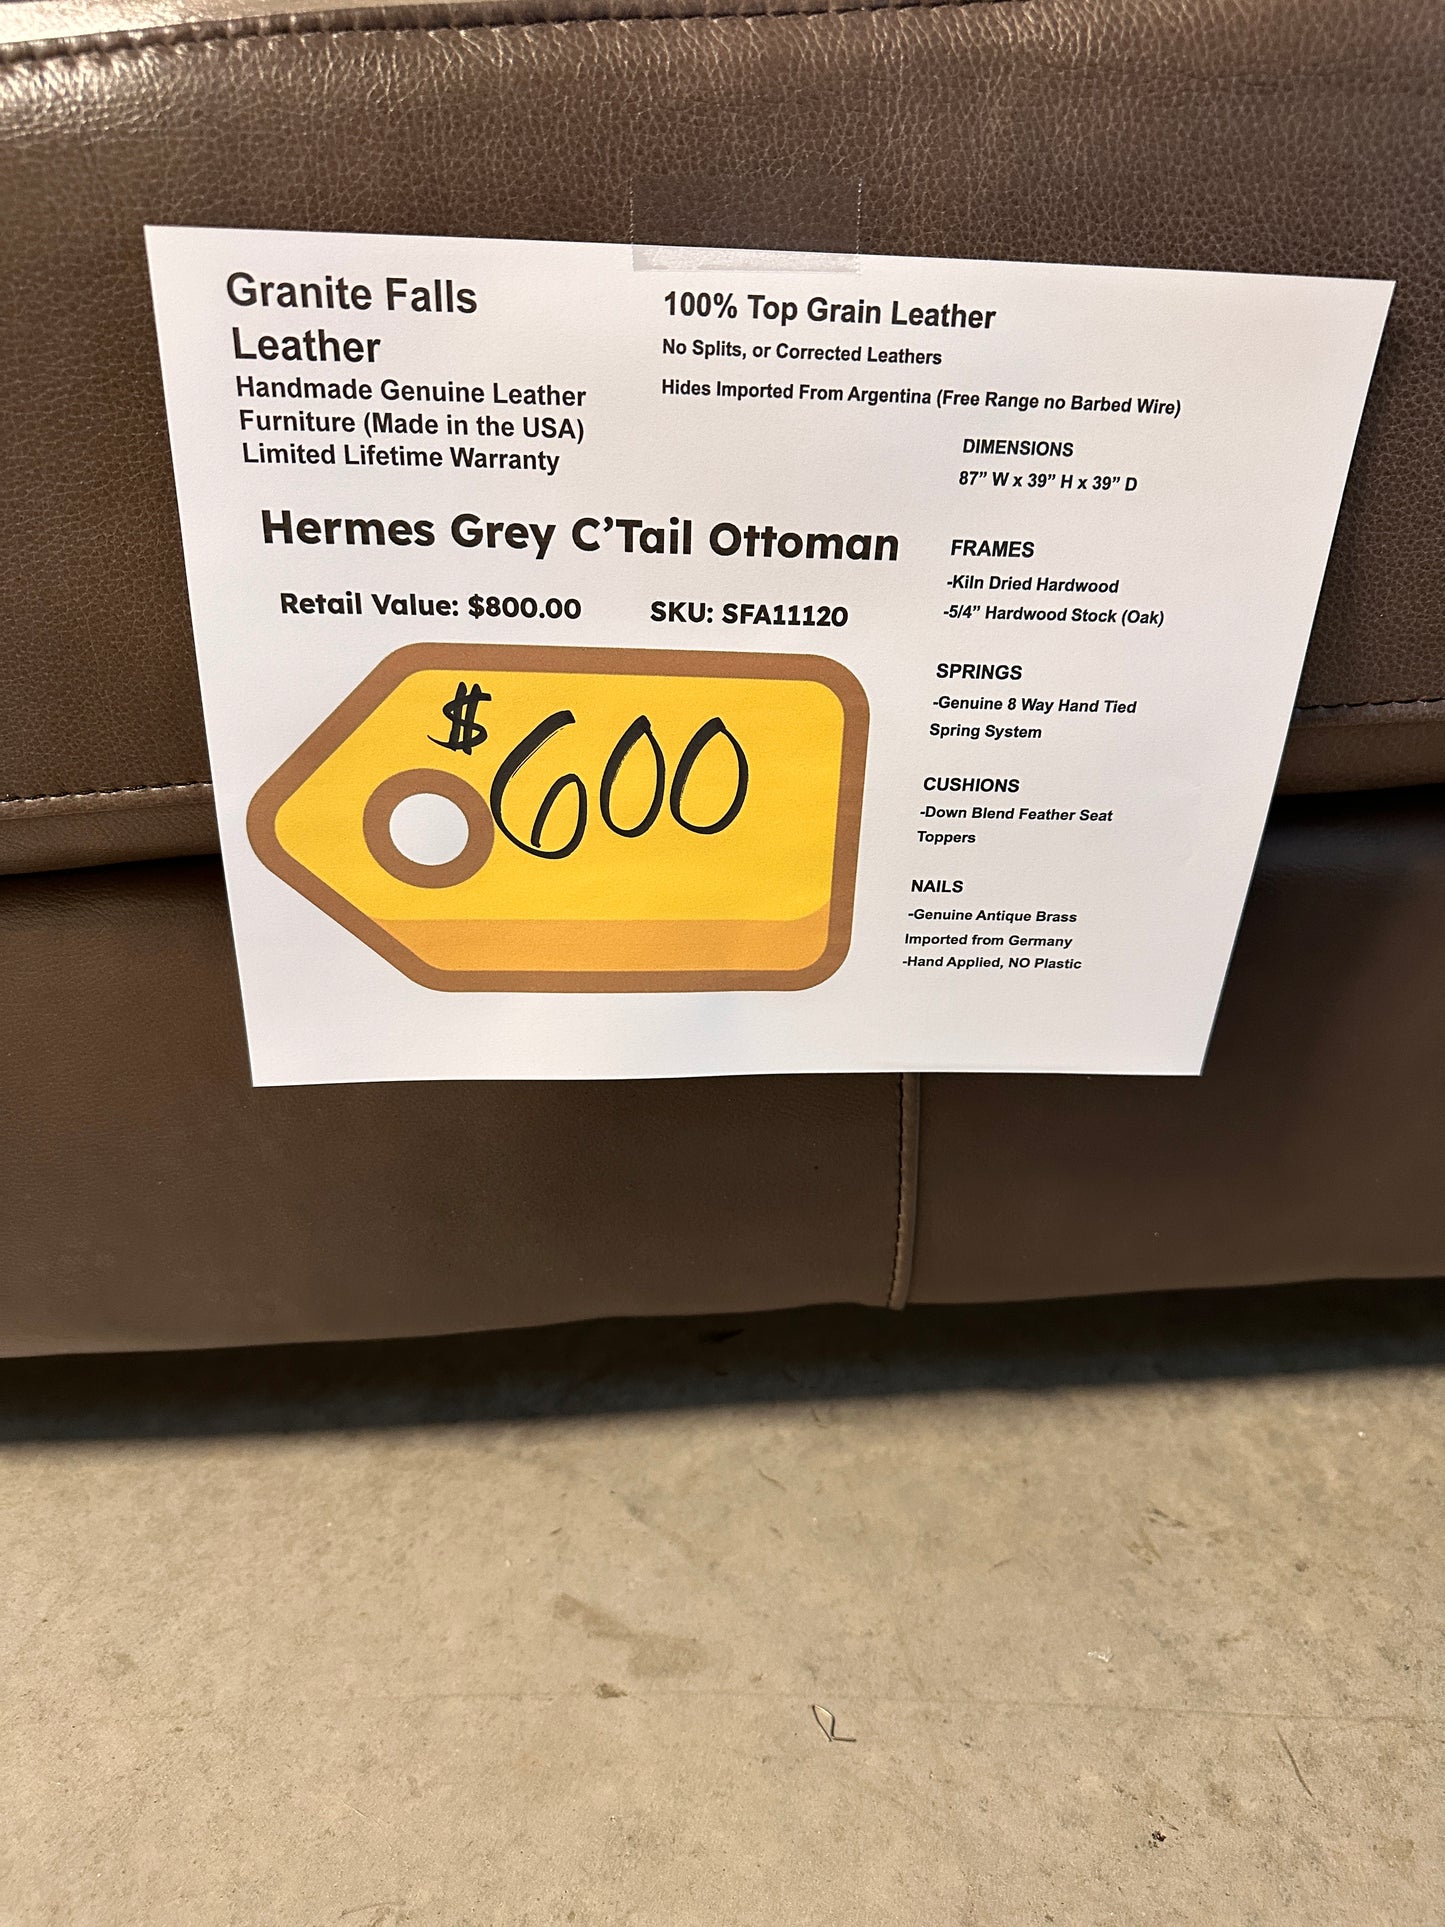 Granite Falls
Leather
Handmade Genuine Leather
Furniture (Made in the USA)
Limited Lifetime Warranty
100% Top Grain Leather
No Splits, or Corrected Leathers
Hides Imported From Argentina (Free Range no Barbed Wire)
Hermes Grey C’Tail Ottoman
Retail Value: $800.00
SKU: SFA11120
$600
DIMENSIONS
87” W x 39” H x 39” D
FRAMES
-Kiln Dried Hardwood
-5/4” Hardwood Stock (Oak)
SPRINGS
-Genuine 8 Way Hand Tied
Spring System
CUSHIONS
-Down Blend Feather Seat
Toppers
NAILS
-Genuine Antique Brass
Imported from Germany
-Hand Applied, NO Plastic